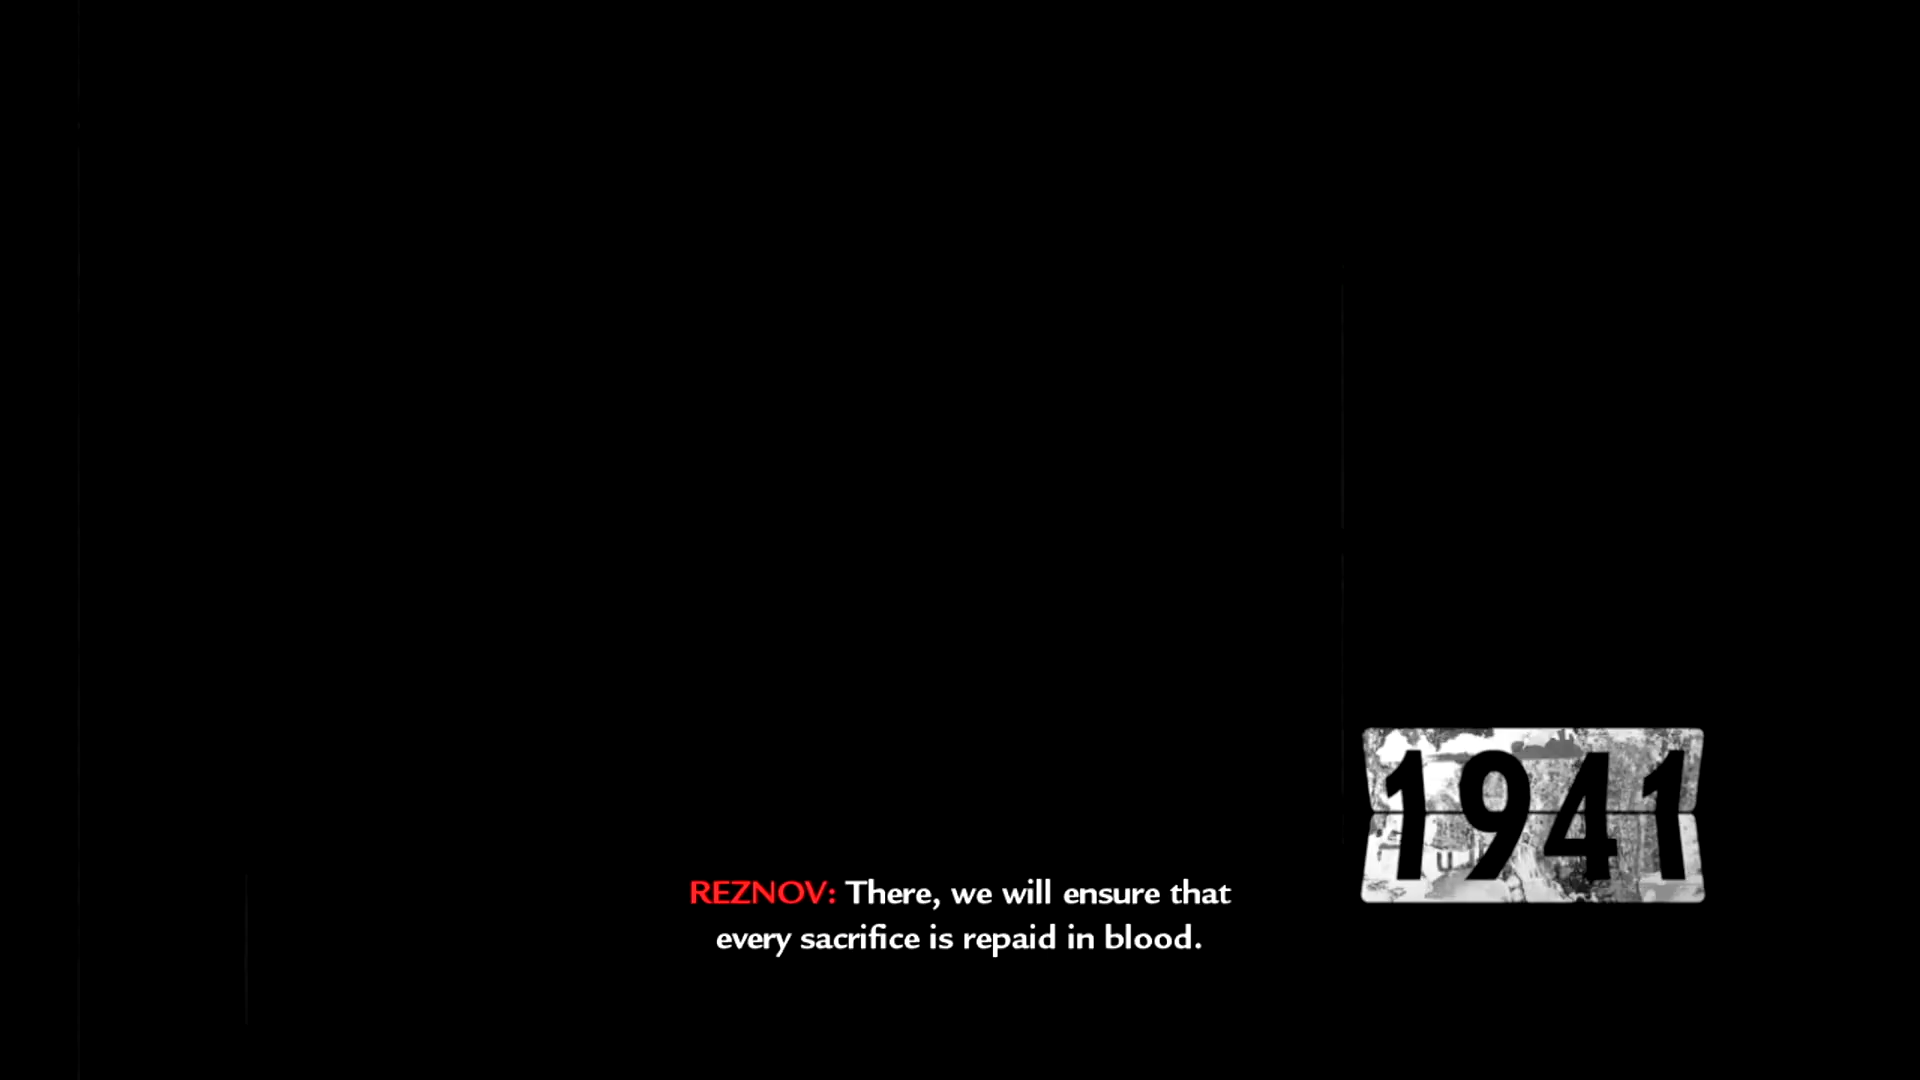 1941
REZNOV: There, we will ensure that
every sacrifice is repaid in blood.